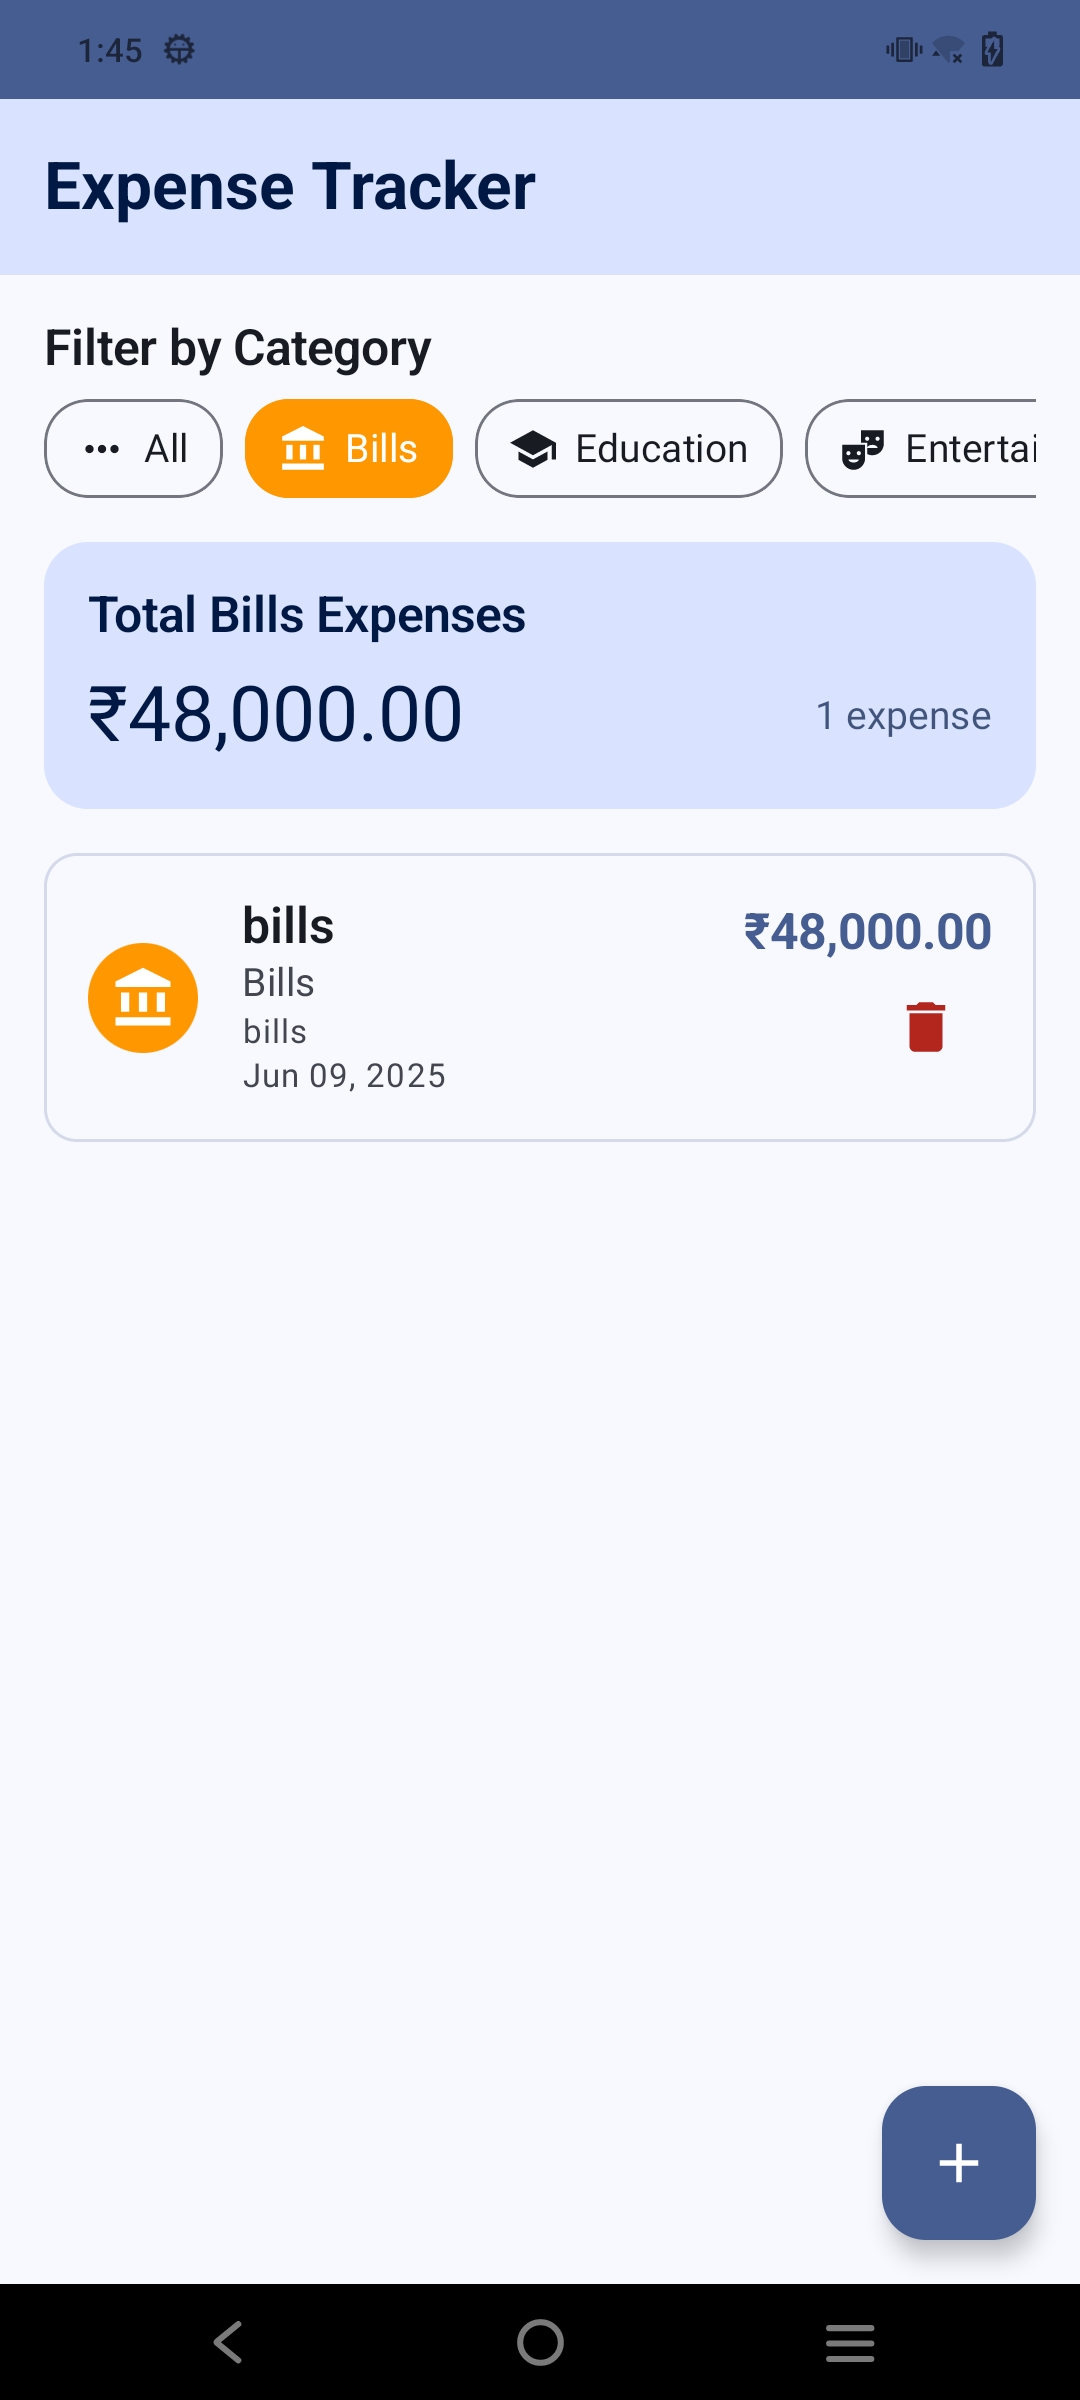 1:45
Expense Tracker
Filter by Category
All Bills Education Entertai
Total Bills Expenses
₹48,000.00 1 expense
bills ₹48,000.00
Bills
bills
Jun 09, 2025